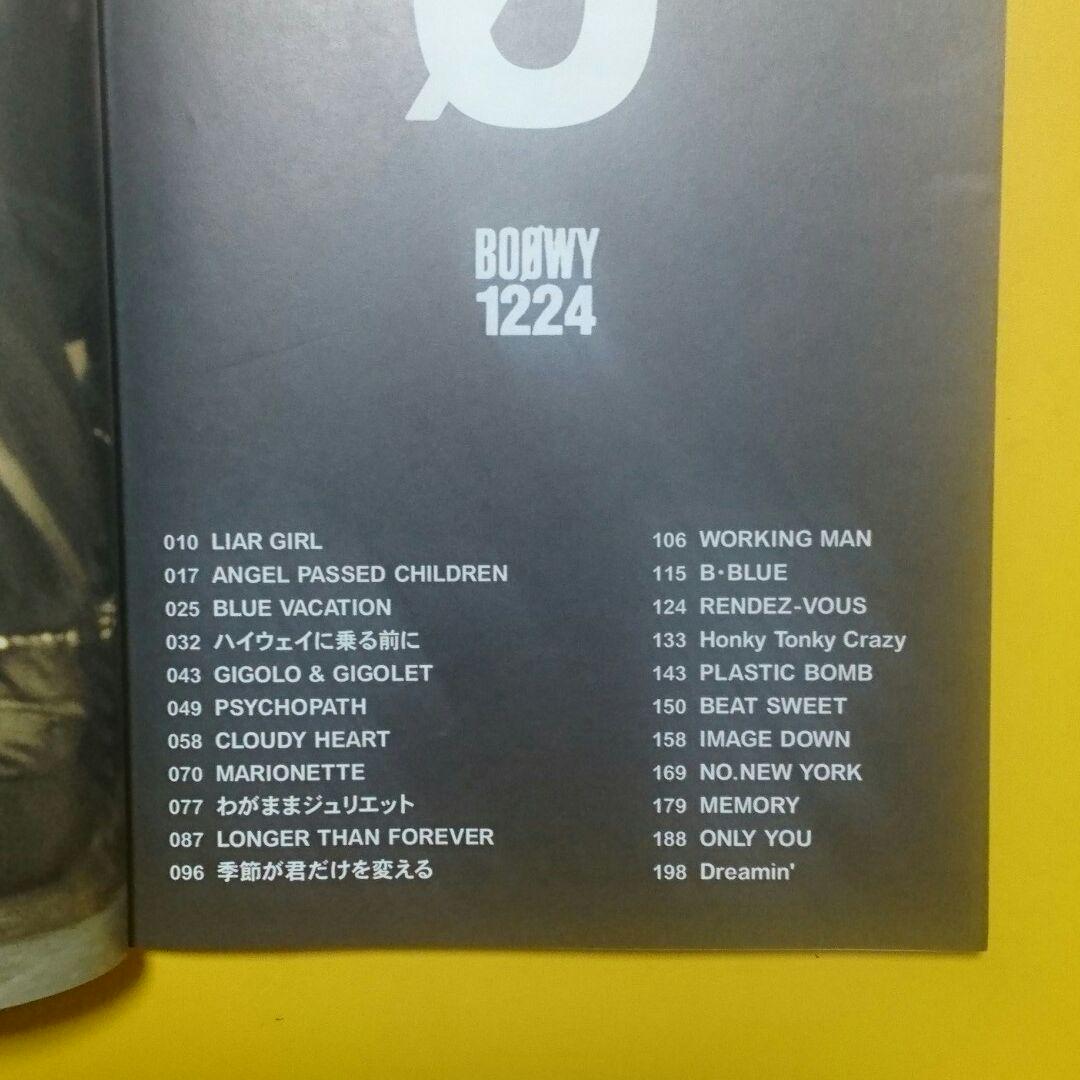 BOØWY
1224
010 LIAR GIRL
017 ANGEL PASSED CHILDREN
025 BLUE VACATION
032 ハイウェイに乗る前に
043 GIGOLO & GIGOLET
049 PSYCHOPATH
058 CLOUDY HEART
070 MARIONETTE
077 わがままジュリエット
087 LONGER THAN FOREVER
096 季節が君だけを変える
106 WORKING MAN
115 B・BLUE
124 RENDEZ-VOUS
133 Honky Tonky Crazy
143 PLASTIC BOMB
150 BEAT SWEET
158 IMAGE DOWN
169 NO.NEW YORK
179 MEMORY
188 ONLY YOU
198 Dreamin'